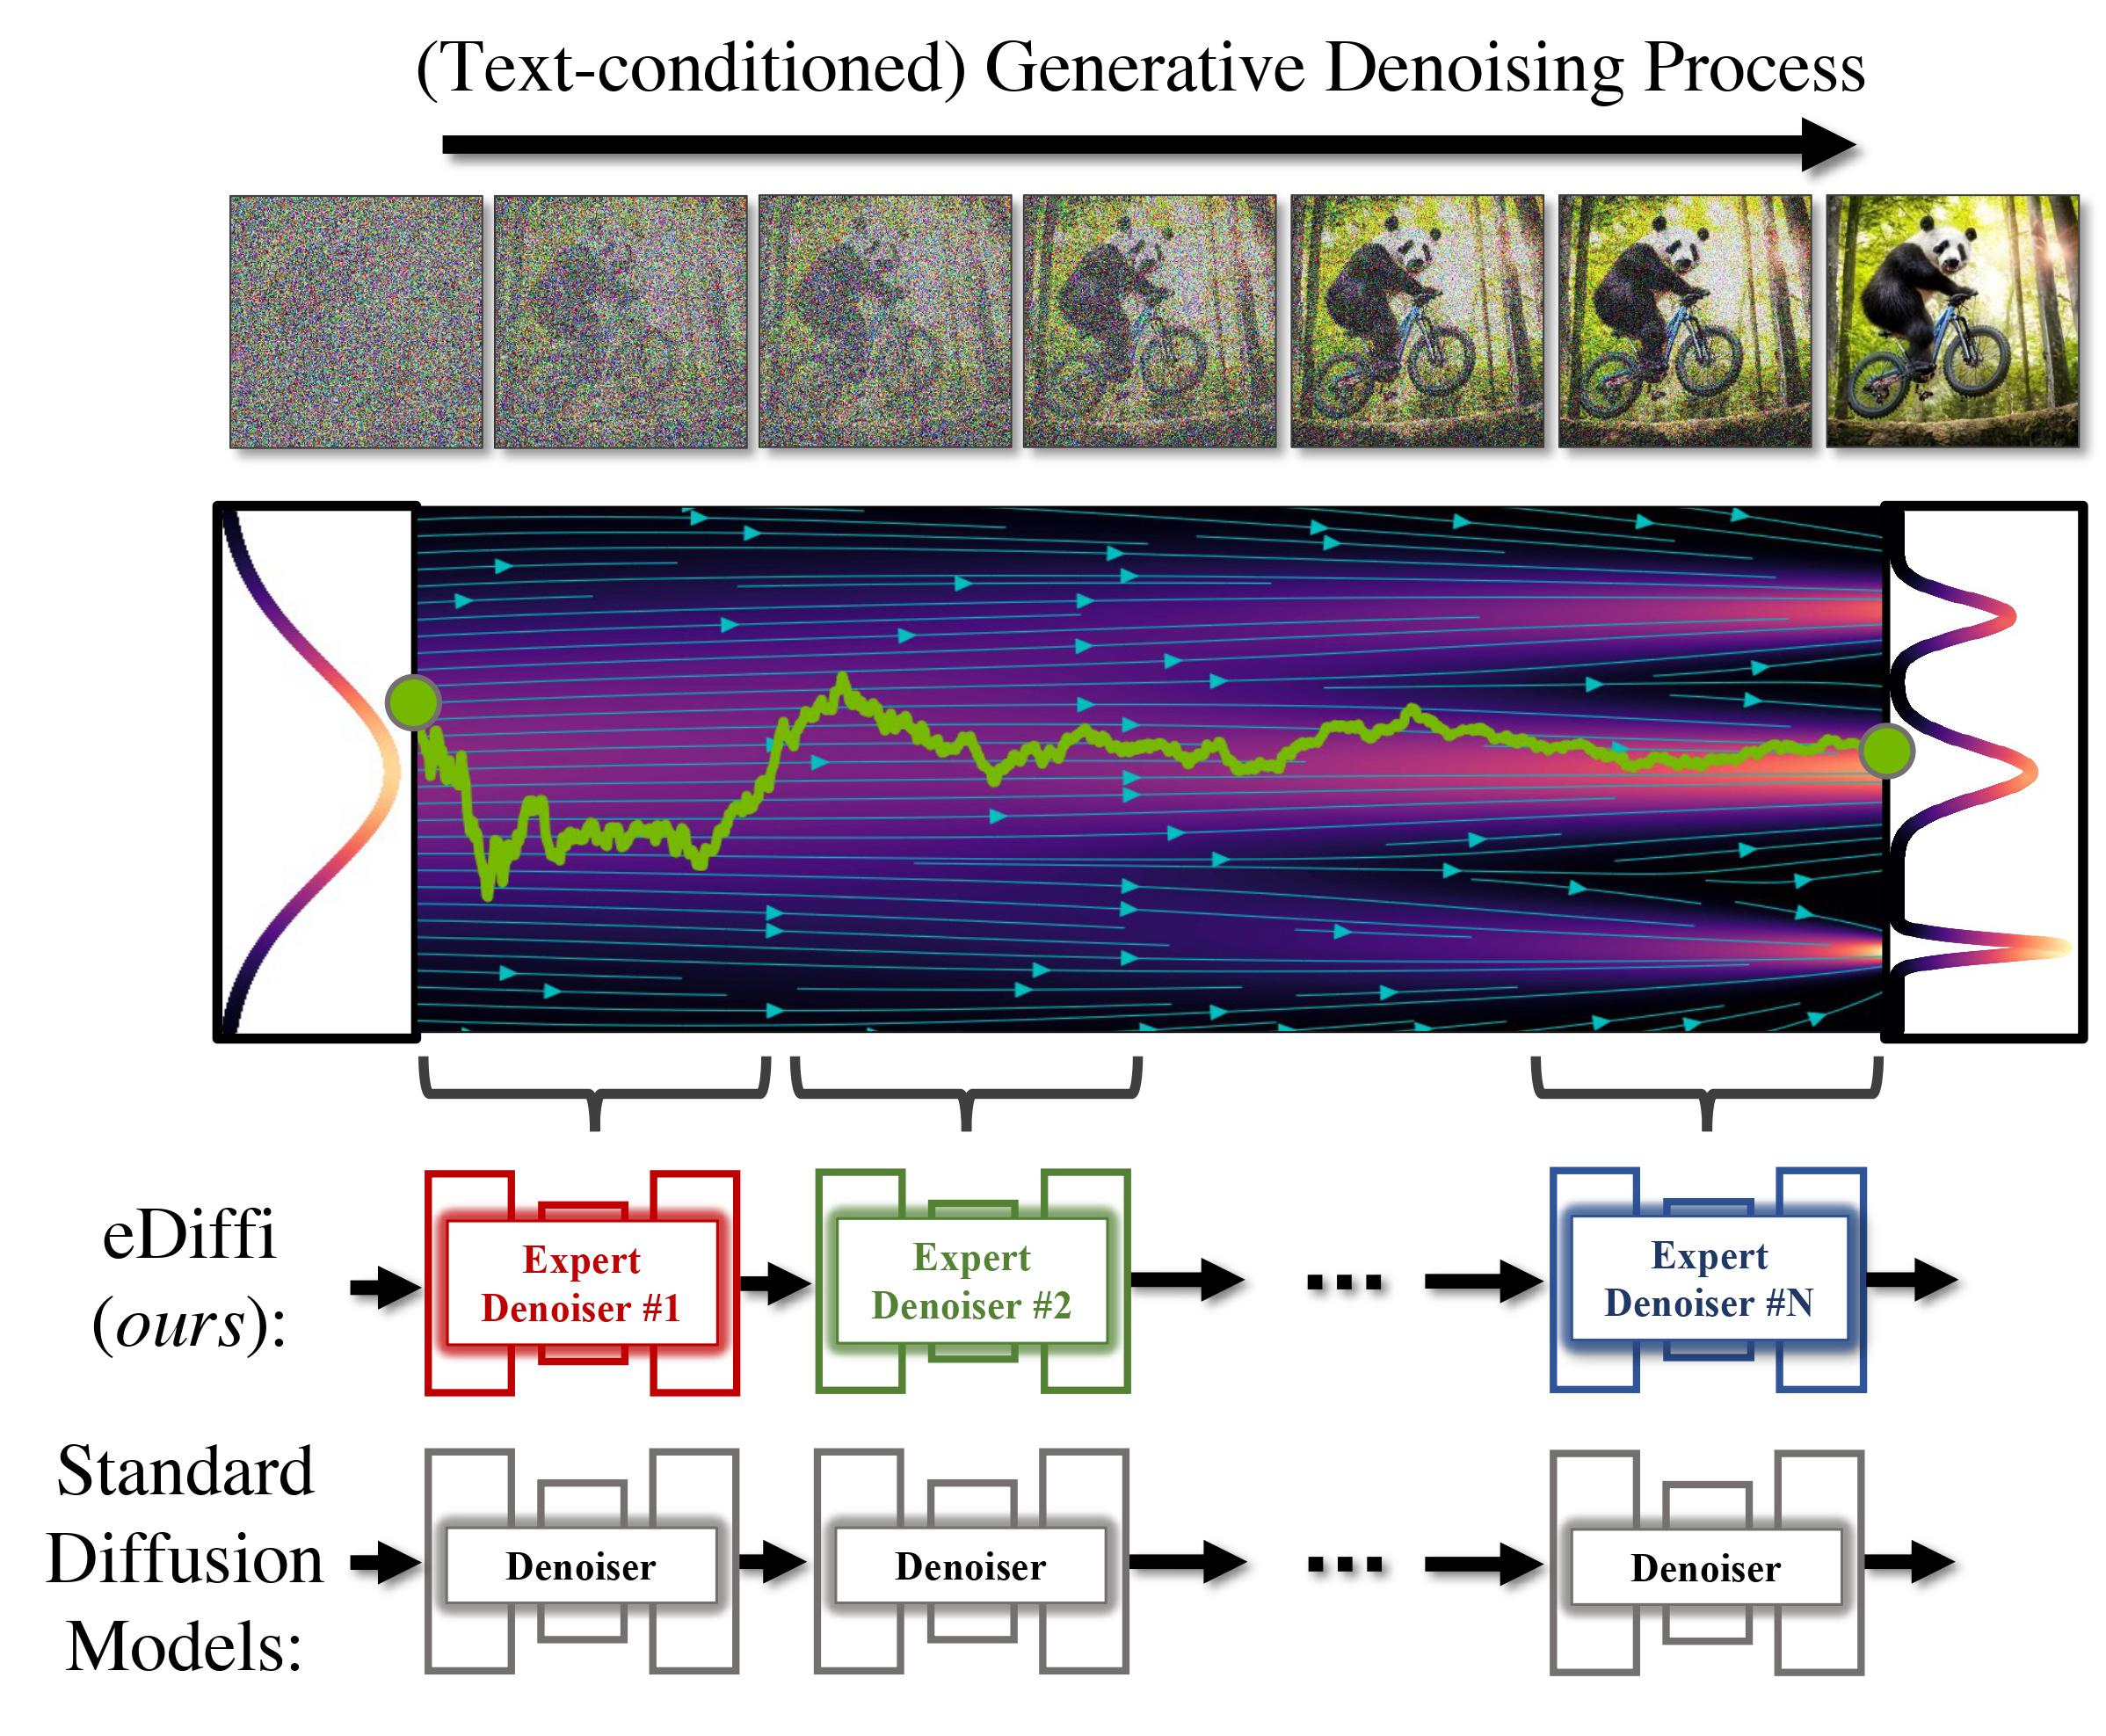 (Text-conditioned) Generative Denoising Process
eDiffi
(ours):
Expert
Denoiser #1
Expert
Denoiser #2
...
Expert
Denoiser #N
Standard
Diffusion
Models:
Denoiser
Denoiser
...
Denoiser